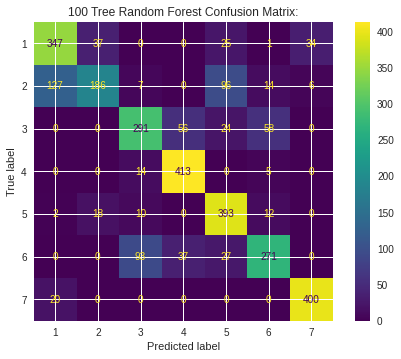 100 Tree Random Forest Confusion Matrix:
True label
1 347 37 0 0 25 1 34
2 127 186 7 0 14 6
3 0 0 291 24 0
4 0 0 14 413 0 5 0
5 2 18 10 0 393 12 0
6 0 0 93 37 27 271 0
7 20 0 0 0 0 0 400
1 2 3 4 5 6 7
Predicted label
400
350
300
250
200
150
100
50
0